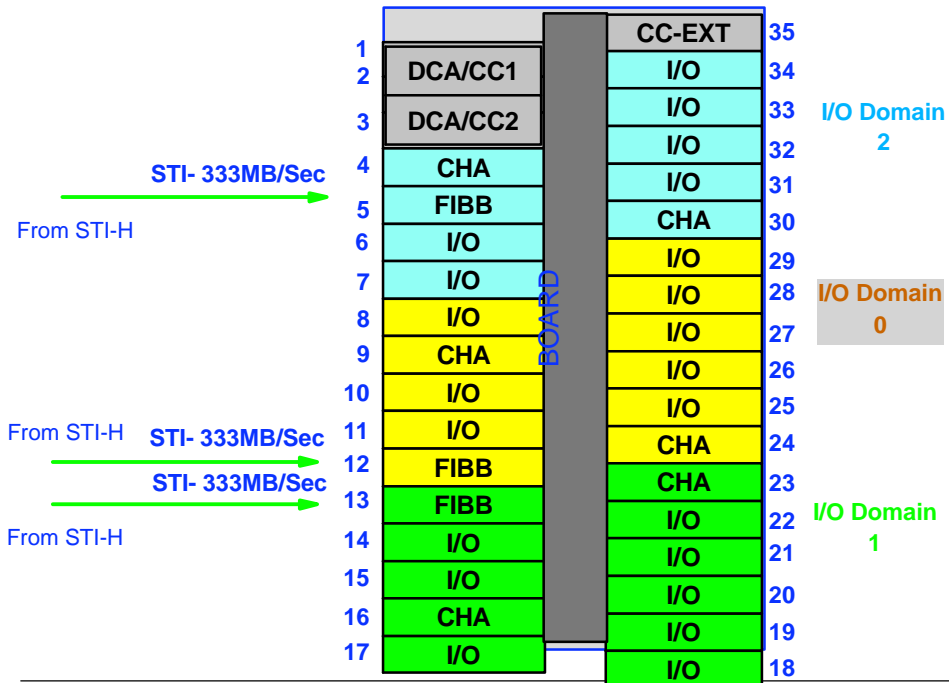 CC-EXT 35
1
2 DCA/CC1 I/O 34
I/O 33
3 DCA/CC2
I/O 32
4 CHA
I/O 31
STI- 333MB/Sec
5 FIBB
CHA 30
From STI-H
6 I/O
I/O 29
7 I/O
I/O 28
8 I/O
I/O 27
9 CHA
I/O 26
10 I/O
I/O 25
11 I/O
CHA 24
From STI-H
STI- 333MB/Sec
12 FIBB
CHA 23
STI- 333MB/Sec
13 FIBB
I/O 22
From STI-H
14 I/O
I/O 21
15 I/O
I/O 20
16 CHA
I/O 19
17 I/O
I/O 18
BOARD
I/O Domain
2
I/O Domain
0
I/O Domain
1